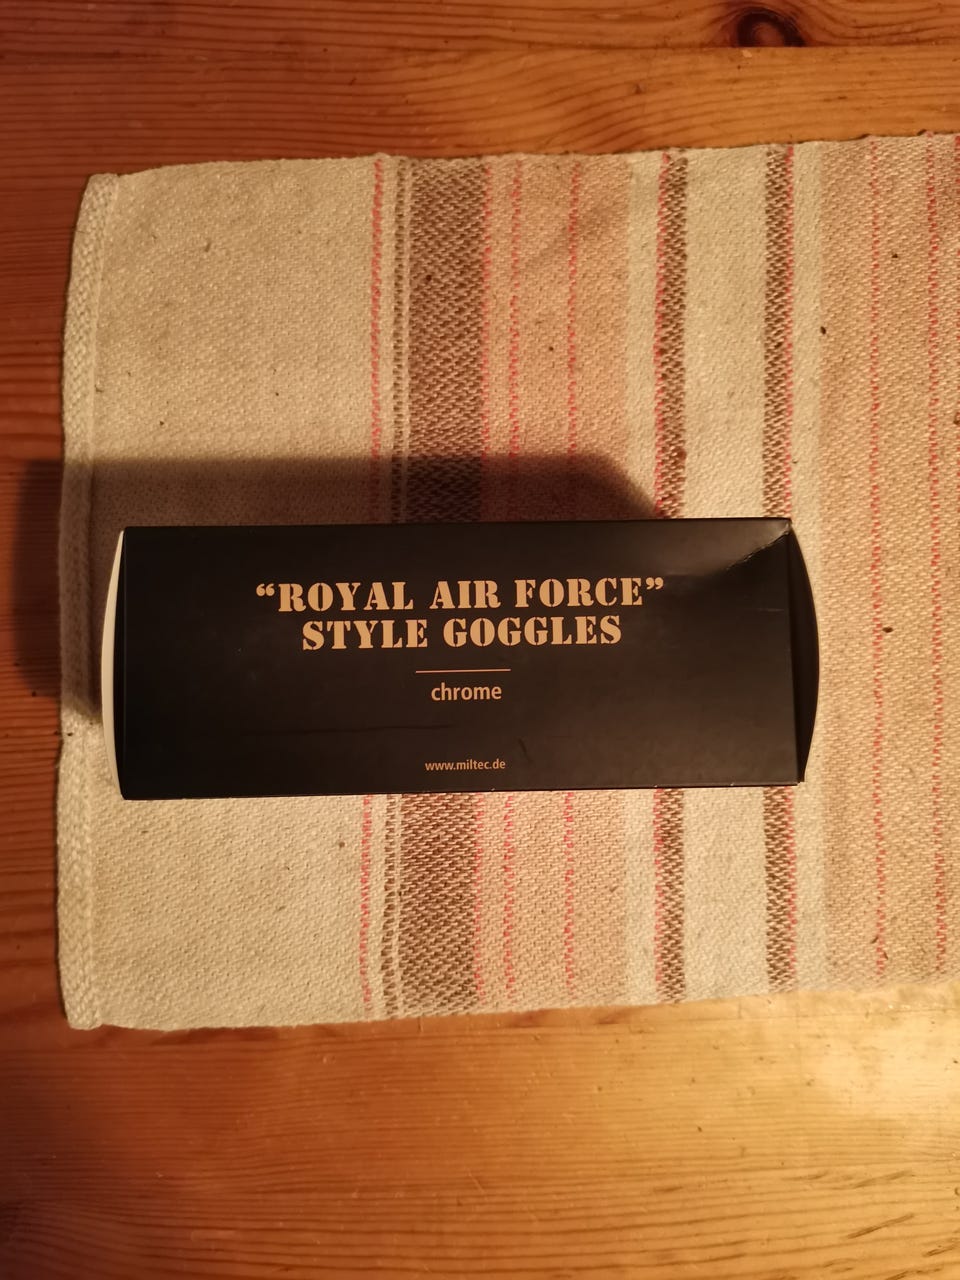 “ROYAL AIR FORCE”
STYLE GOGGLES
chrome
www.miltec.de